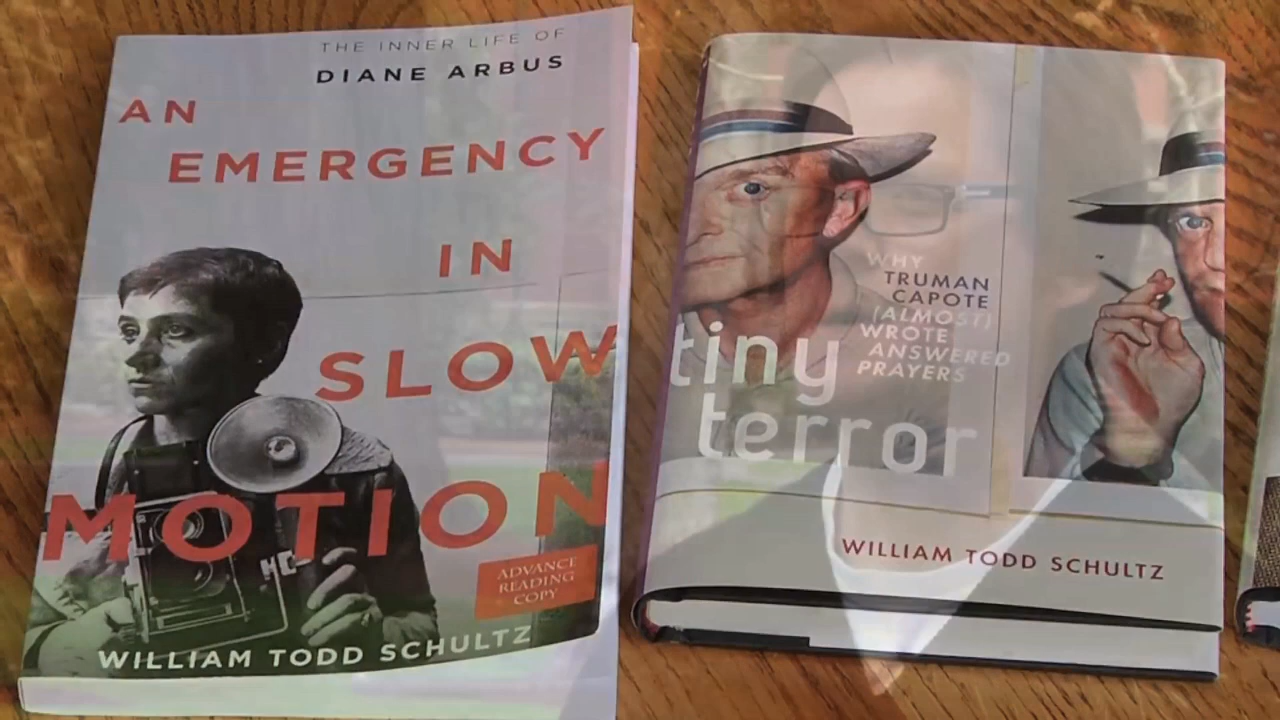 THE INNER LIFE OF
DIANE ARBUS
AN
EMERGENCY
IN
SLOW
MOTION
ADVANCE
READING
COPY
WILLIAM TODD SCHULTZ
WHY
TRUMAN
CAPOTE
(ALMOST)
WROTE
ANSWERED
PRAYERS
tiny
terror
WILLIAM TODD SCHULTZ